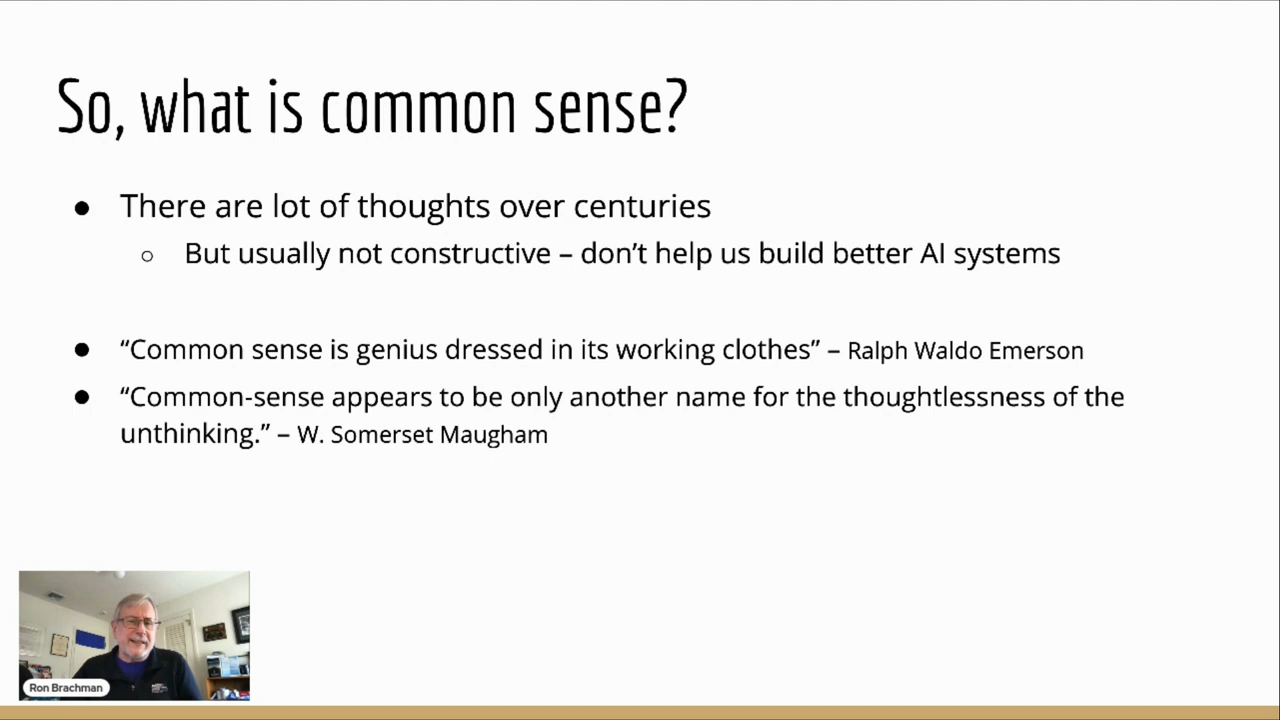 So, what is common sense?
● There are lot of thoughts over centuries
○ But usually not constructive – don’t help us build better AI systems
● “Common sense is genius dressed in its working clothes” – Ralph Waldo Emerson
● “Common-sense appears to be only another name for the thoughtlessness of the
unthinking.” – W. Somerset Maugham
Ron Brachman